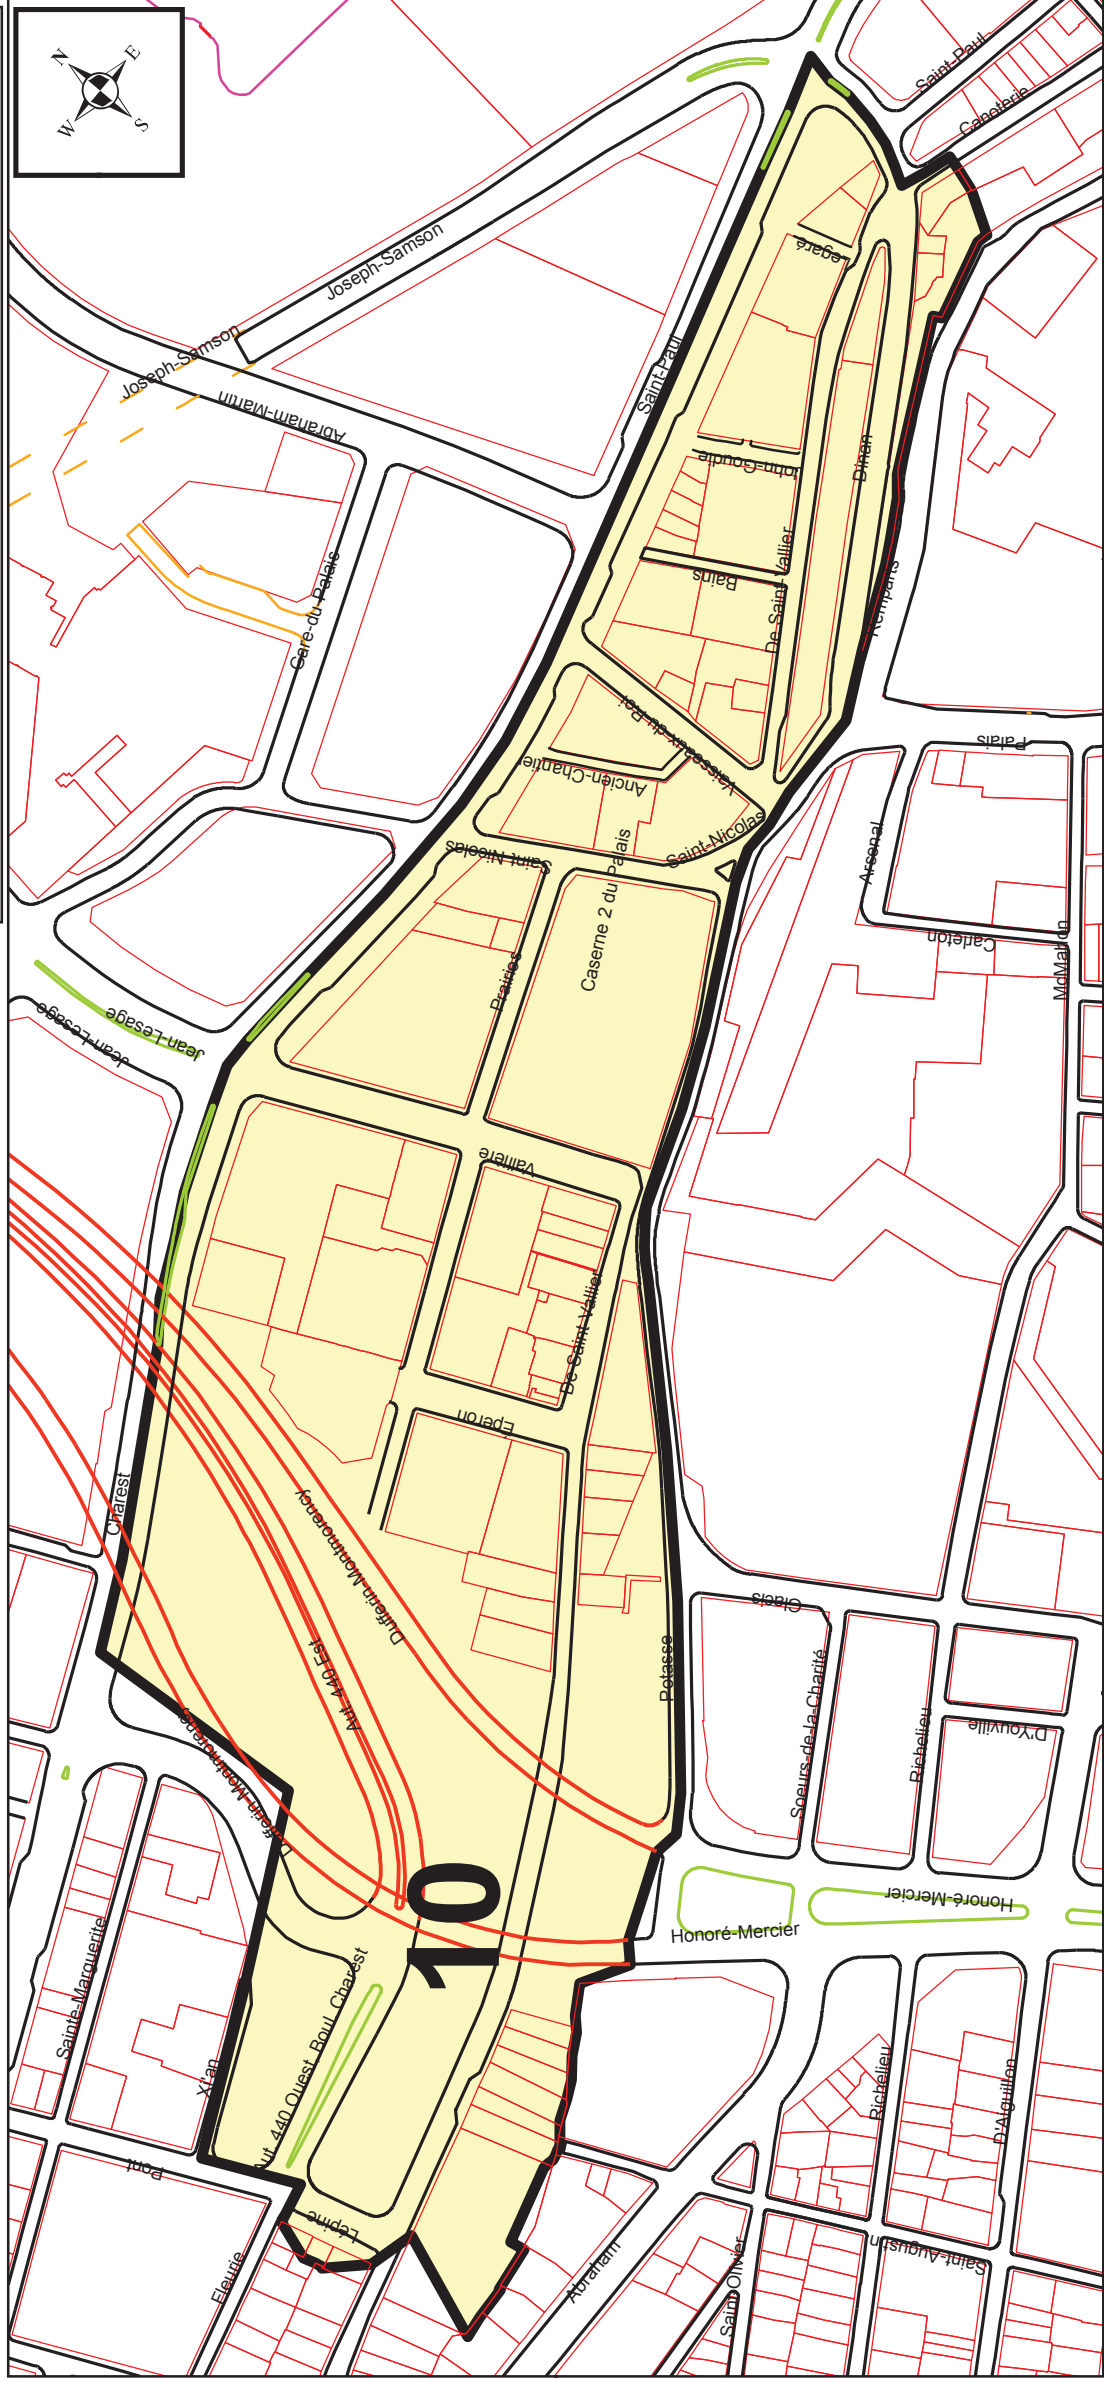 N
E
W
S
Saint-Paul
Canoterie
Joseph-Samson
Légaré
Joseph-Samson
Abraham-Martin
Saint-Paul
John-Goudie
Dinan
Bains
De Saint-Vallier
Remparts
Gare-du-Palais
Vaisseaux-du-Roi
Palais
Ancien-Chantier
Saint-Nicolas
Saint-Nicolas
Arsenal
Caserne 2 du Palais
Prairies
Carleton
McMahon
Jean-Lesage
Jean-Lesage
Vallière
De Saint-Vallier
Éperon
Charest
Dufferin-Montmorency
Glacis
Aut. 440 Est
Potasse
Soeurs-de-la-Charité
Richelieu
D'Youville
Dufferin-Montmorency
10
Honoré-Mercier
Honoré-Mercier
Sainte-Marguerite
Aut. 440 Ouest Boul. Charest
Xi'an
Richelieu
D'Aiguillon
Pont
Lépine
Fleurie
Abraham
Saint-Olivier
Saint-Augustin